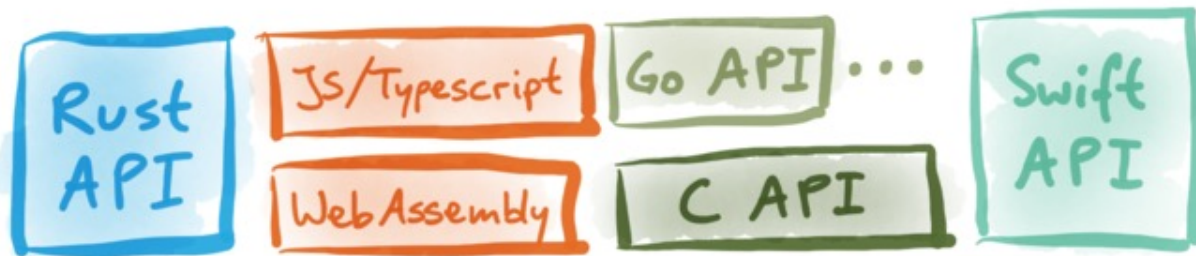 Rust
API
Js/Typescript
WebAssembly
Go API ...
C API
Swift
API